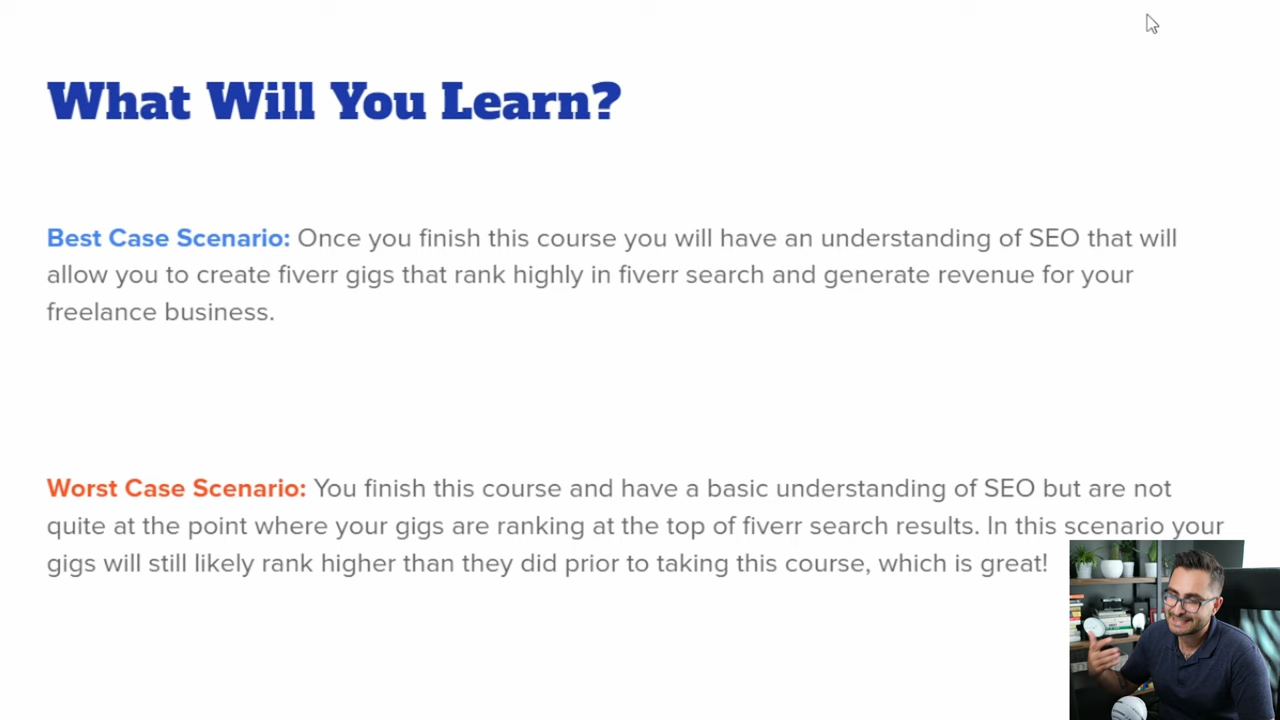 What Will You Learn?
Best Case Scenario: Once you finish this course you will have an understanding of SEO that will
allow you to create fiverr gigs that rank highly in fiverr search and generate revenue for your
freelance business.
Worst Case Scenario: You finish this course and have a basic understanding of SEO but are not
quite at the point where your gigs are ranking at the top of fiverr search results. In this scenario your
gigs will still likely rank higher than they did prior to taking this course, which is great!